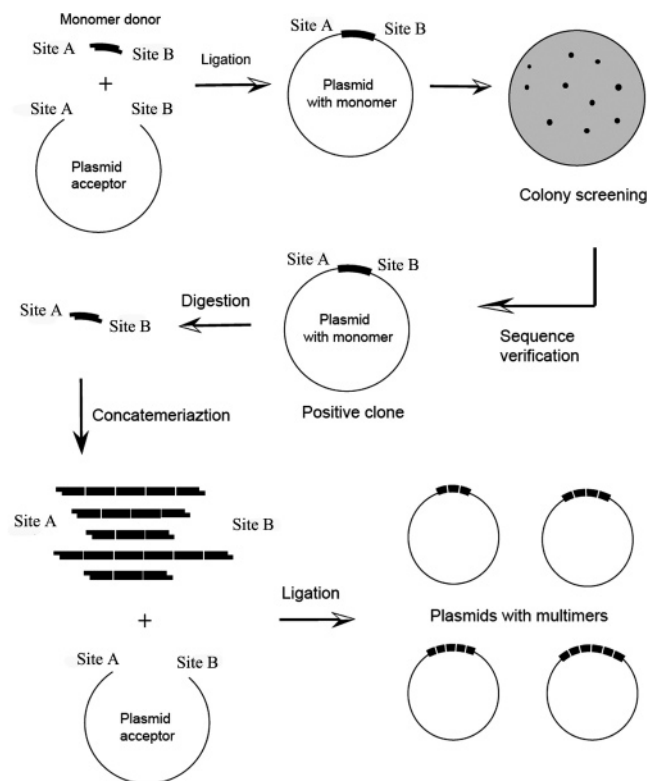 Monomer donor
Site A
Site B
+
Site A
Site B
Plasmid
acceptor
Ligation
Site A
Site B
Plasmid
with monomer
Colony screening
Sequence
verification
Site A
Site B
Plasmid
with monomer
Positive clone
Digestion
Site A
Site B
Concatemeriaztion
Site A
Site B
+
Site A
Site B
Plasmid
acceptor
Ligation
Plasmids with multimers